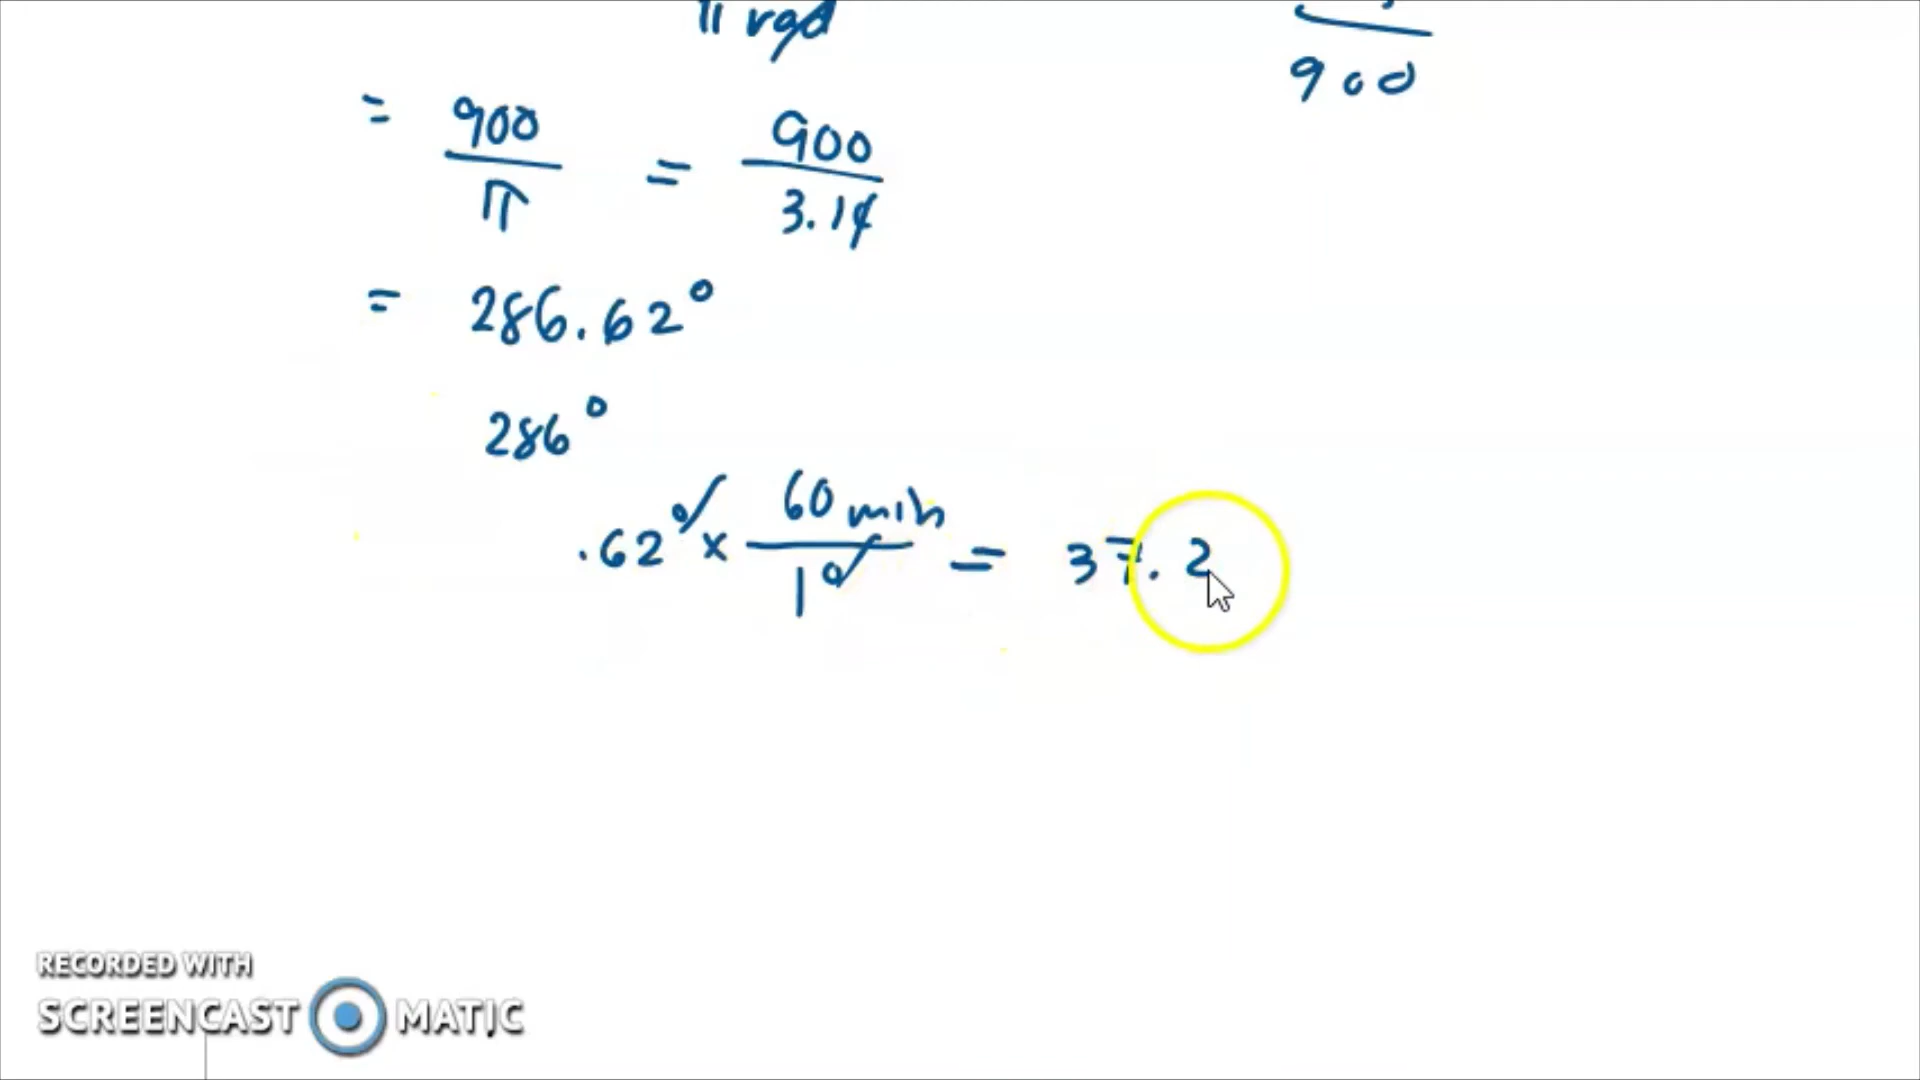 π rad
900
= 900/π = 900/3.14
= 286.62°
286°
.62° x 60 min/1° = 37.2
RECORDED WITH
SCREENCAST MATIC